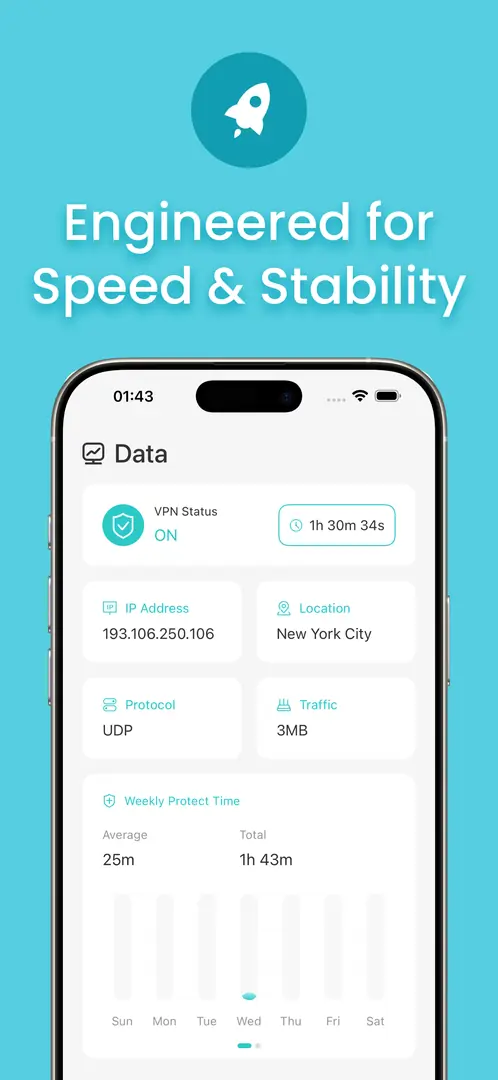 Engineered for
Speed & Stability
01:43
Data
VPN Status
ON
1h 30m 34s
IP
IP Address
193.106.250.106
Location
New York City
Protocol
UDP
Traffic
3MB
Weekly Protect Time
Average
Total
25m
1h 43m
Sun Mon Tue Wed Thu Fri Sat